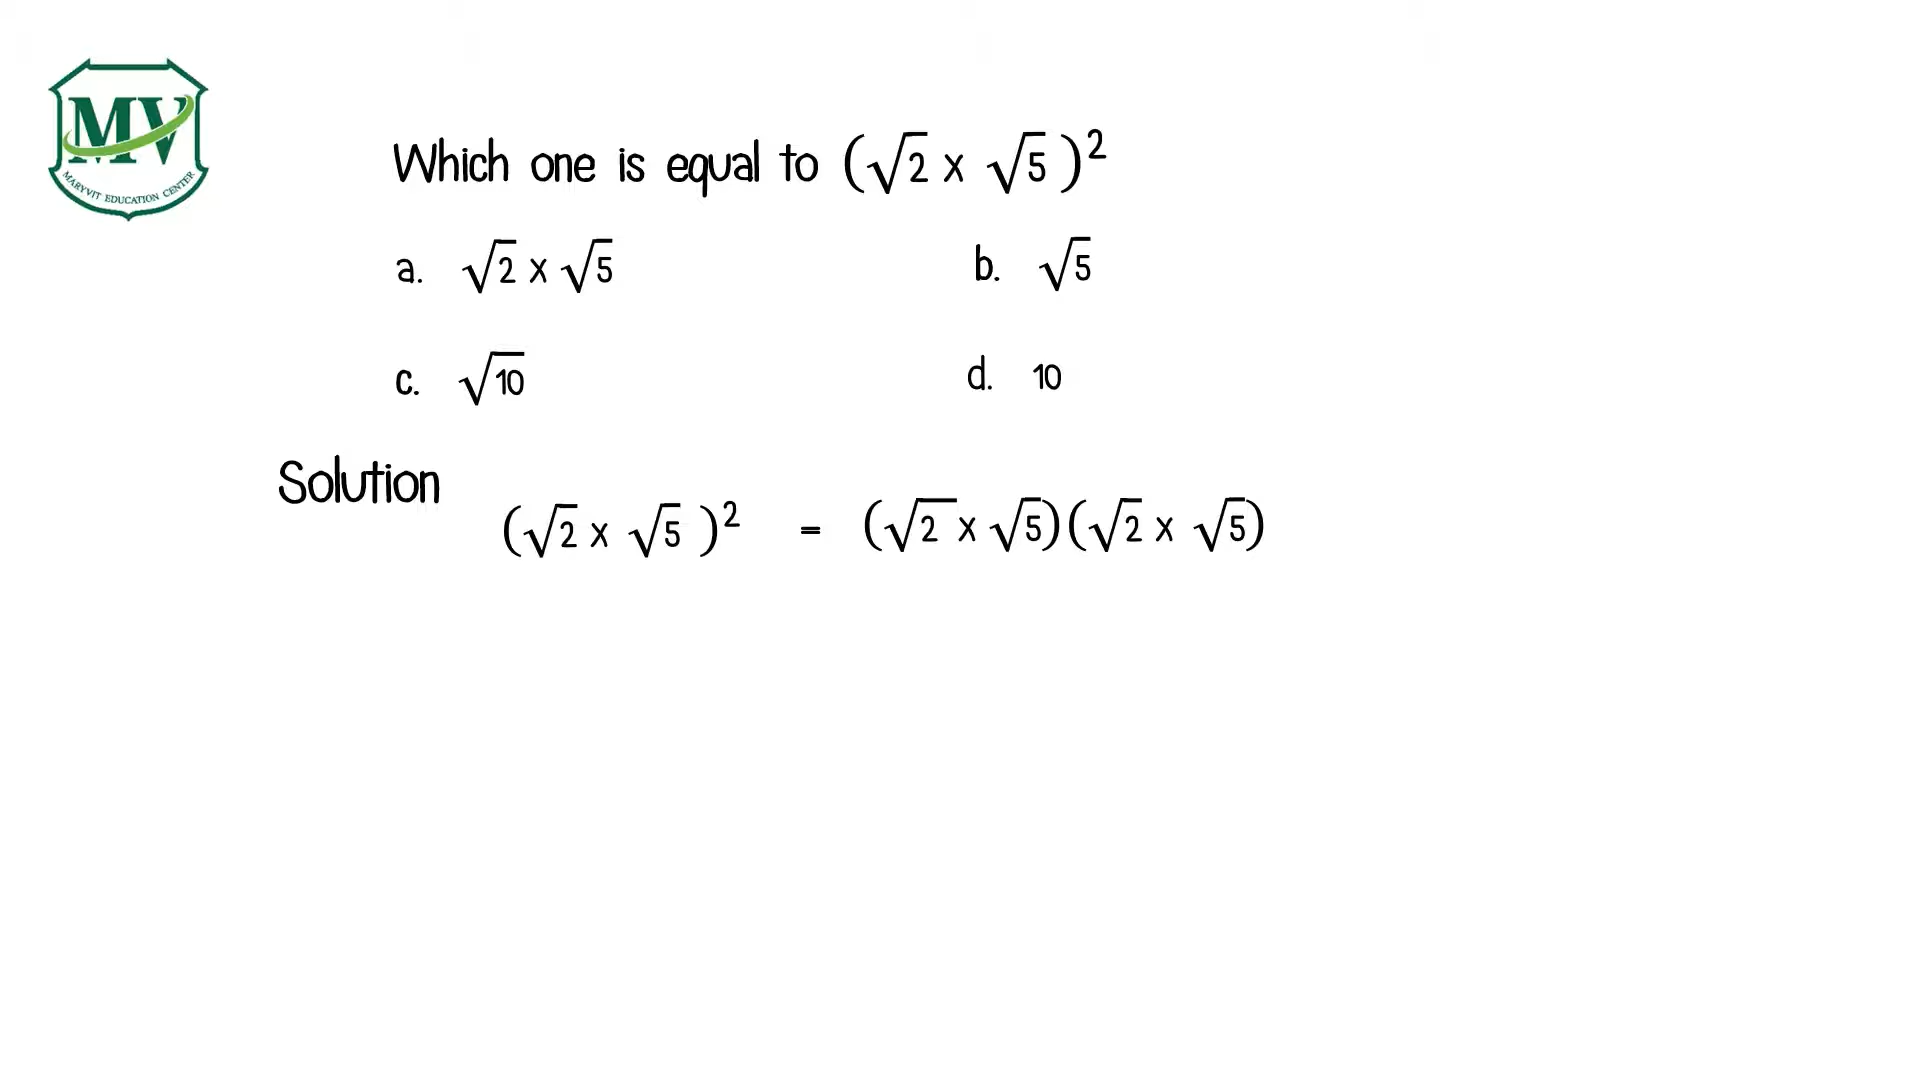 MV
MARYVIT EDUCATION CENTER
Which one is equal to (√2 x √5 )²
a. √2 x √5
b. √5
c. √10
d. 10
Solution
(√2 x √5 )² = (√2 x √5)(√2 x √5)